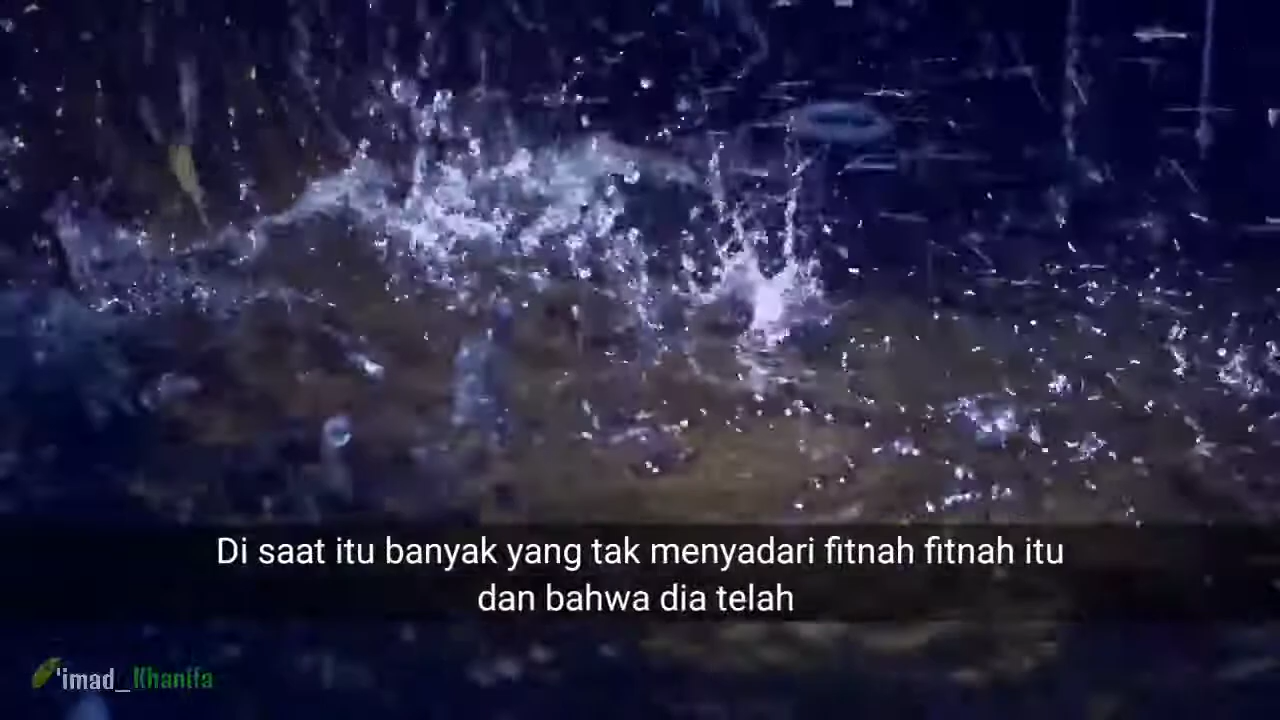 Di saat itu banyak yang tak menyadari fitnah fitnah itu
dan bahwa dia telah
'imad_Khanifa